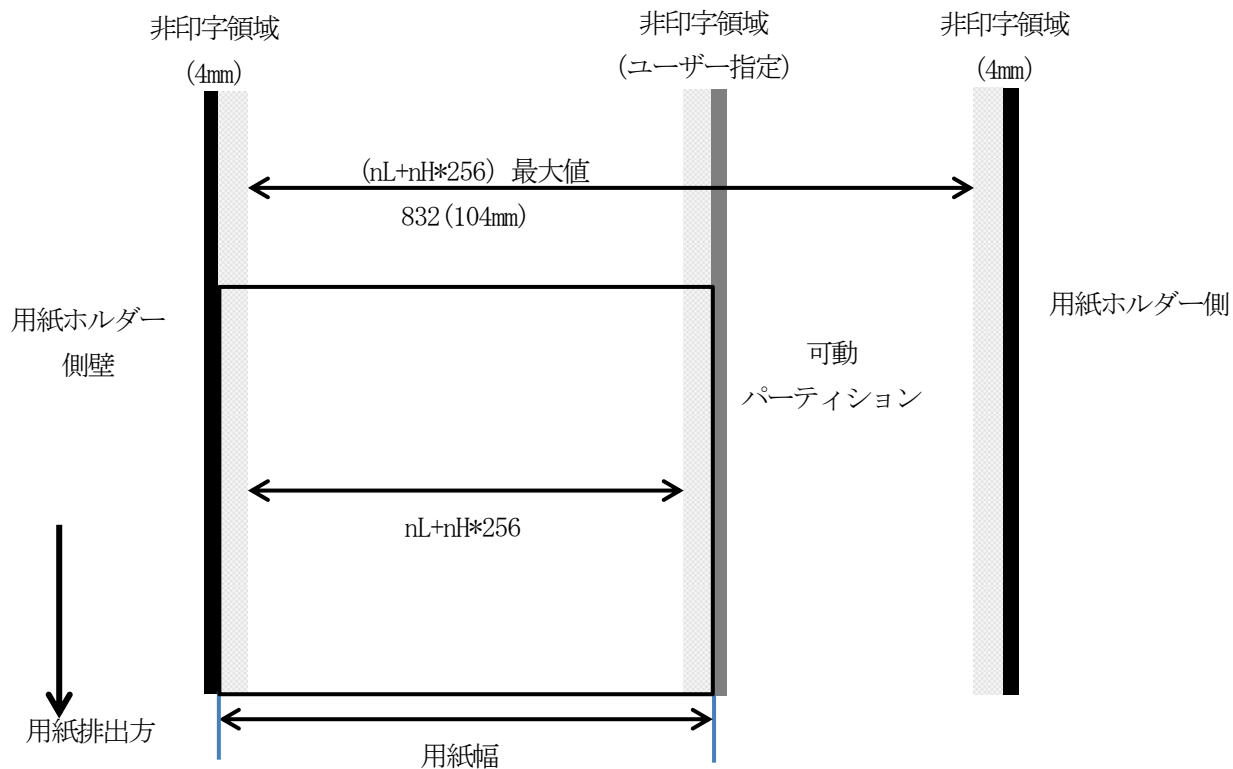 非印字領域
(4mm)
非印字領域
(ユーザー指定)
非印字領域
(4mm)
(nL+nH*256) 最大値
832(104mm)
用紙ホルダー
側壁
用紙ホルダー側
可動
パーティション
nL+nH*256
用紙排出方
用紙幅